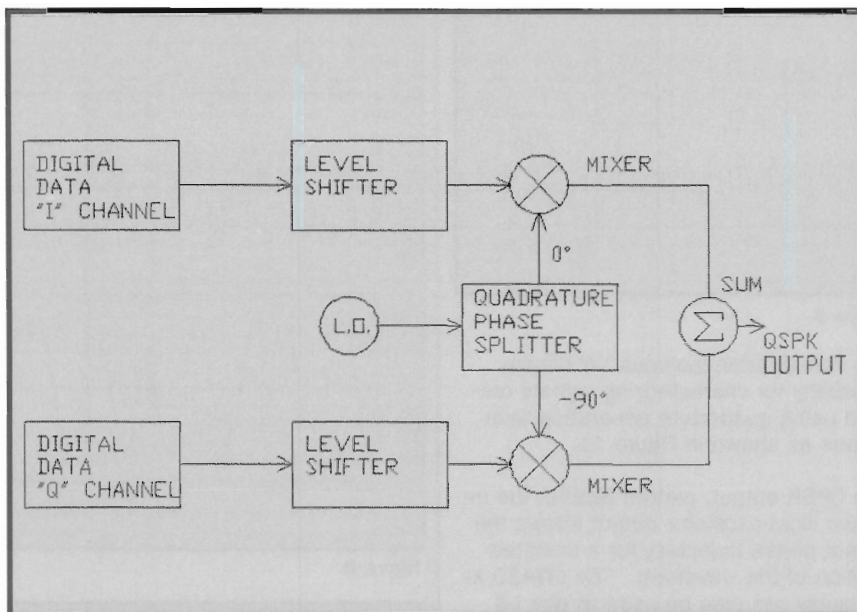 DIGITAL
DATA
"I" CHANNEL
LEVEL
SHIFTER
MIXER
0°
L.O.
QUADRATURE
PHASE
SPLITTER
SUM
Σ
QSPK
OUTPUT
-90°
DIGITAL
DATA
"Q" CHANNEL
LEVEL
SHIFTER
MIXER